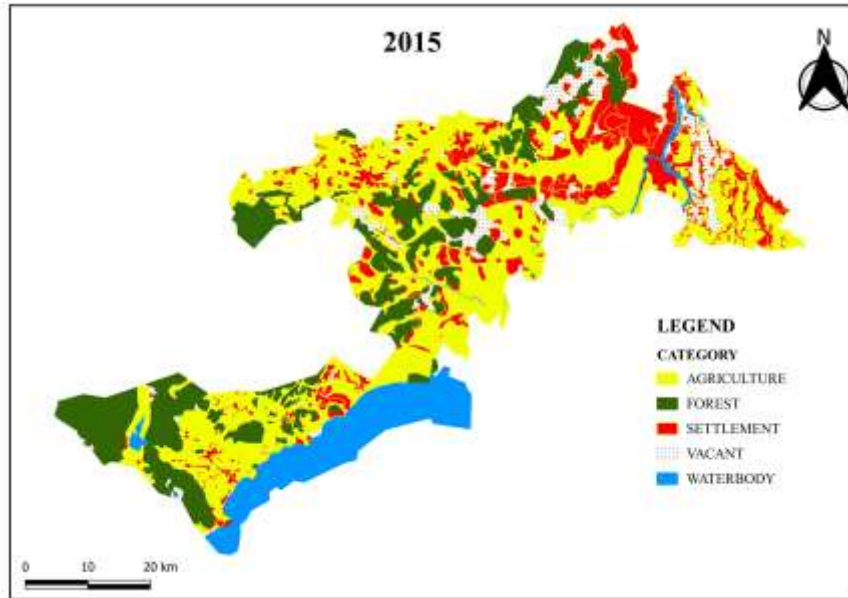 2015
N
LEGEND
CATEGORY
AGRICULTURE
FOREST
SETTLEMENT
VACANT
WATERBODY
0 10 20 km